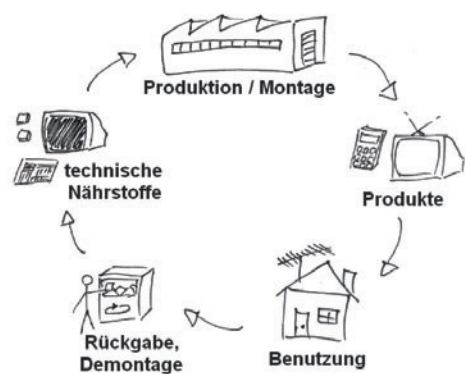 Produktion / Montage
Produkte
Benutzung
Rückgabe,
Demontage
technische
Nährstoffe